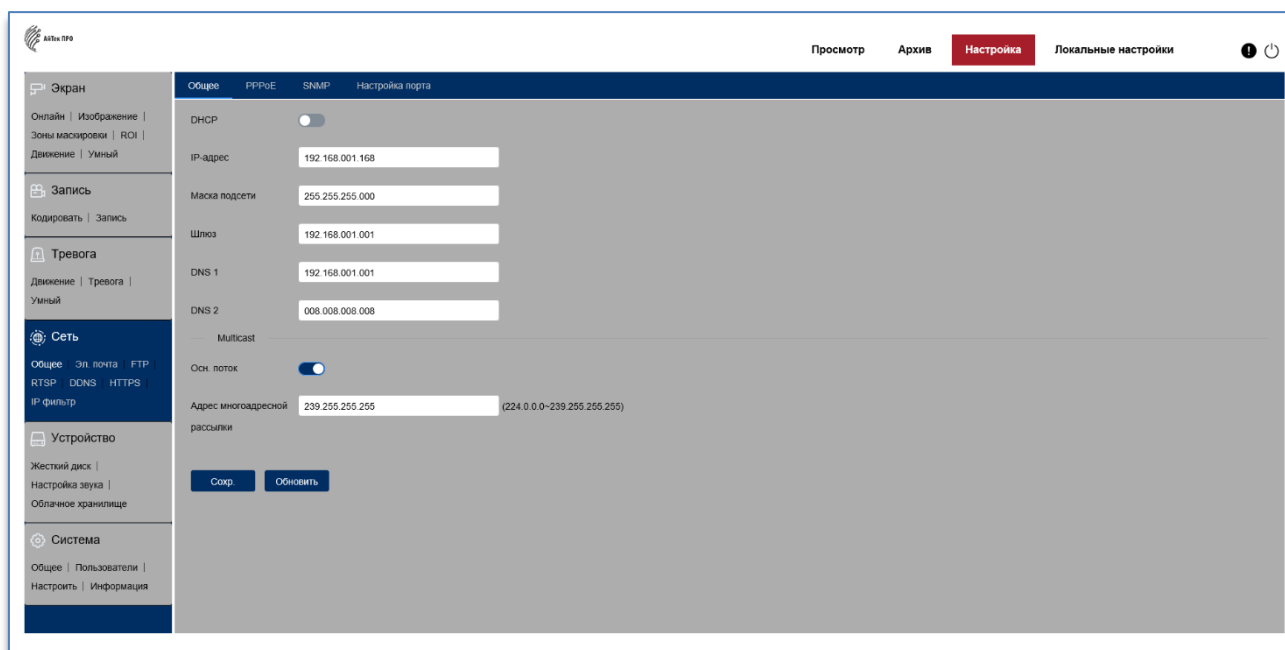 АйТек ПРО
Просмотр Архив Настройка Локальные настройки
Экран
Онлайн | Изображение |
Зоны маскировки | ROI |
Движение | Умный
Запись
Кодировать | Запись
Тревога
Движение | Тревога |
Умный
Сеть
Общее | Эл. почта | FTP |
RTSP | DDNS | HTTPS |
IP фильтр
Устройство
Жесткий диск |
Настройка звука |
Облачное хранилище
Система
Общее | Пользователи |
Настроить | Информация
Общее PPPoE SNMP Настройка порта
DHCP
IP-адрес 192.168.001.168
Маска подсети 255.255.255.000
Шлюз 192.168.001.001
DNS 1 192.168.001.001
DNS 2 008.008.008.008
Multicast
Осн. поток
Адрес многоадресной 239.255.255.255 (224.0.0.0~239.255.255.255)
рассылки
Сохр. Обновить